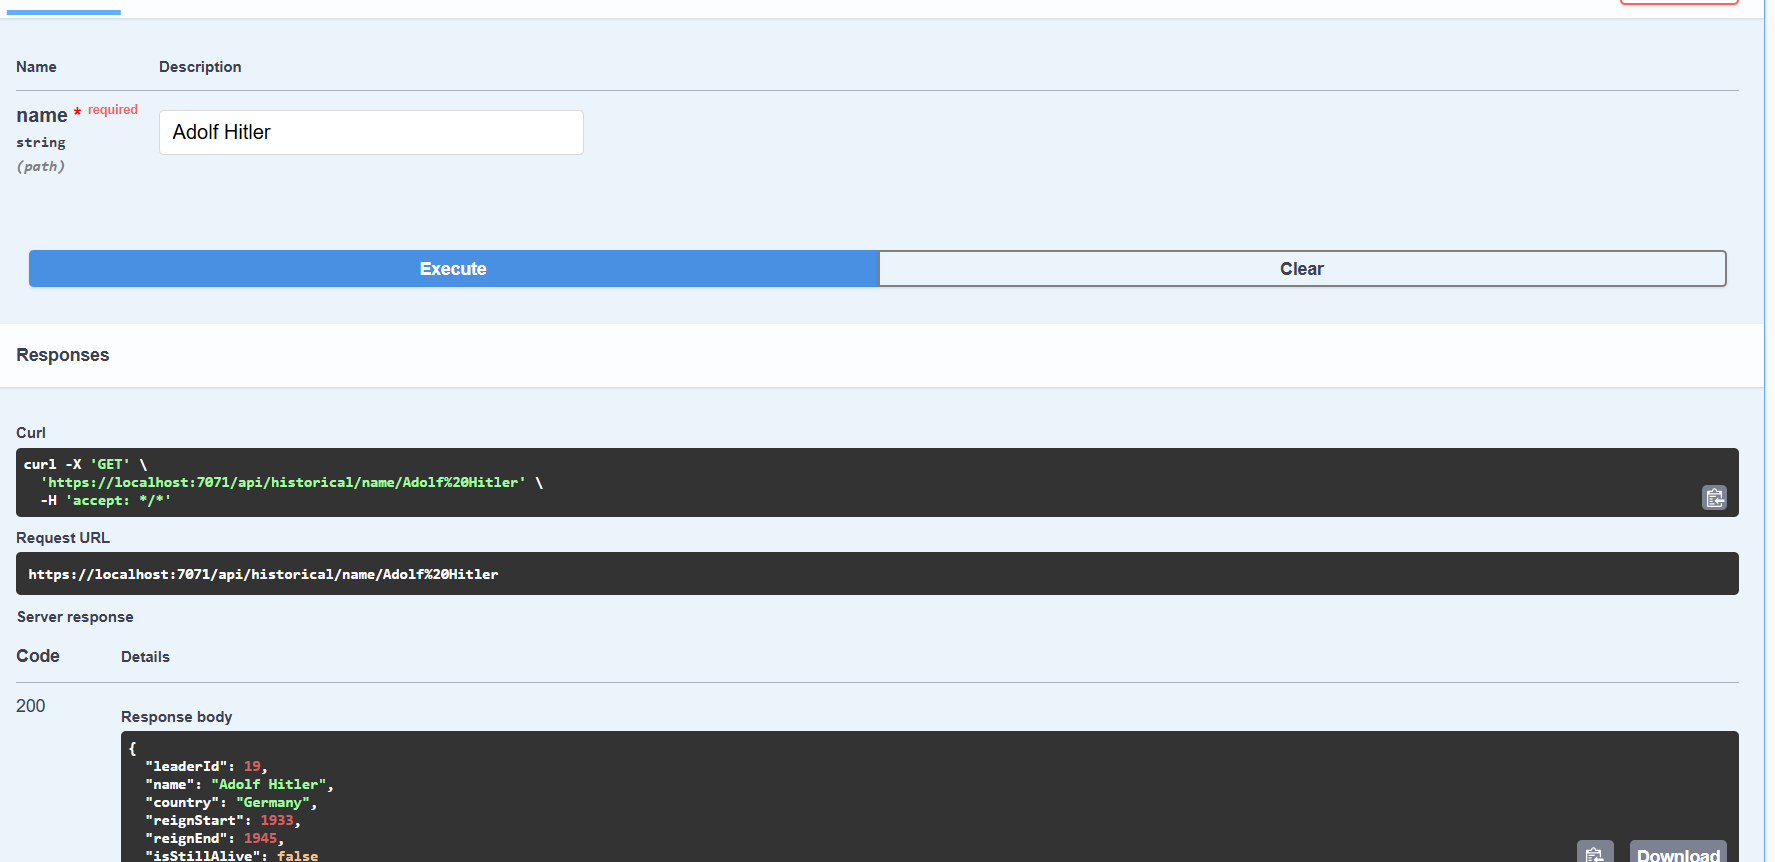 Name Description
name * required
string
(path)
Adolf Hitler
Execute Clear
Responses
Curl
curl -X 'GET' \
'https://localhost:7071/api/historical/name/Adolf%20Hitler' \
-H 'accept: */*'
Request URL
https://localhost:7071/api/historical/name/Adolf%20Hitler
Server response
Code Details
200
Response body
{
"leaderId": 19,
"name": "Adolf Hitler",
"country": "Germany",
"reignStart": 1933,
"reignEnd": 1945,
"isStillAlive": false
Download